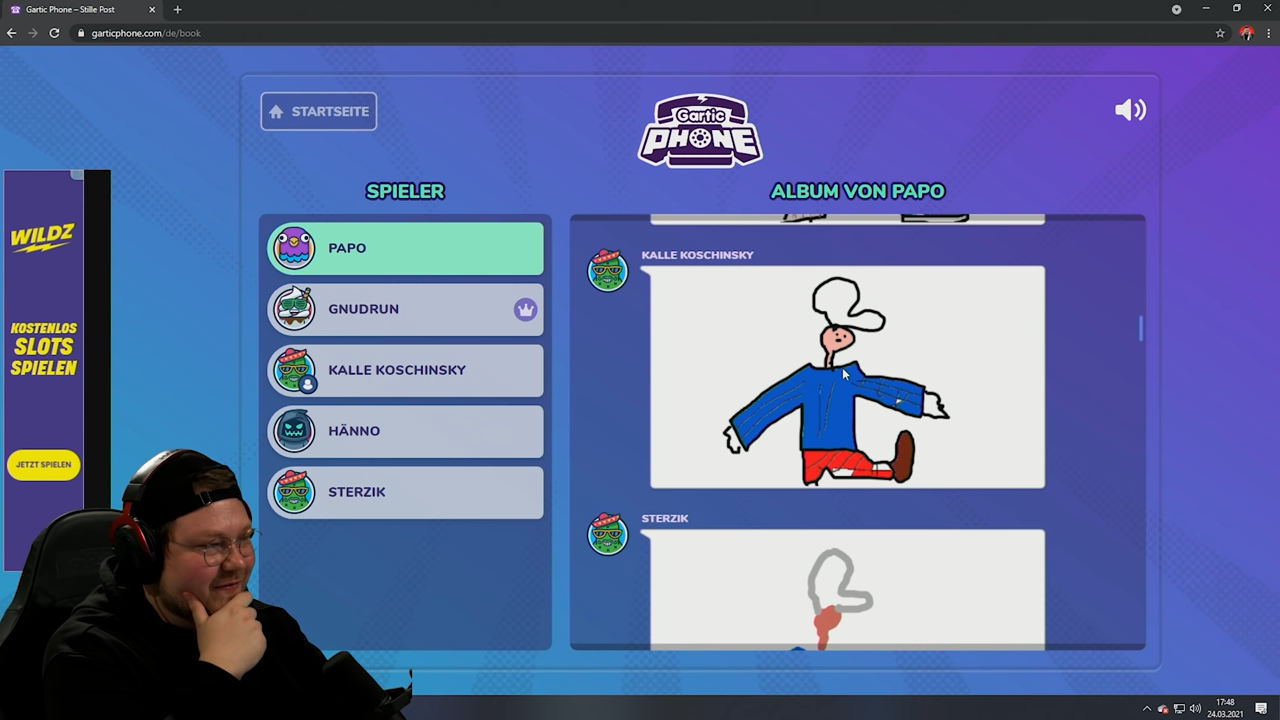 Gartic Phone – Stille Post
garticphone.com/de/book
STARTSEITE
Gartic
PHONE
SPIELER
ALBUM VON PAPO
PAPO
GNUDRUN
KALLE KOSCHINSKY
HÄNNO
STERZIK
KALLE KOSCHINSKY
STERZIK
WILDZ
KOSTENLOS
SLOTS
SPIELEN
JETZT SPIELEN
17:48
24.03.2021